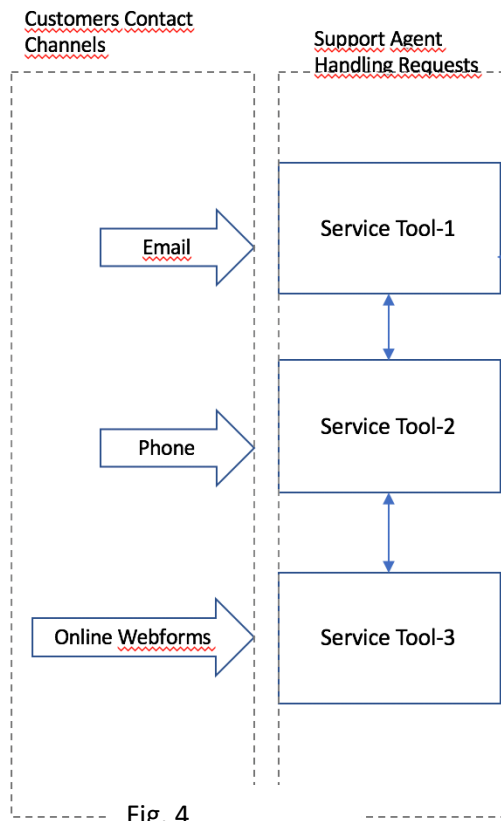 Customers Contact
Channels
Support Agent
Handling Requests
Email
Service Tool-1
Phone
Service Tool-2
Online Webforms
Service Tool-3
Fig. 4